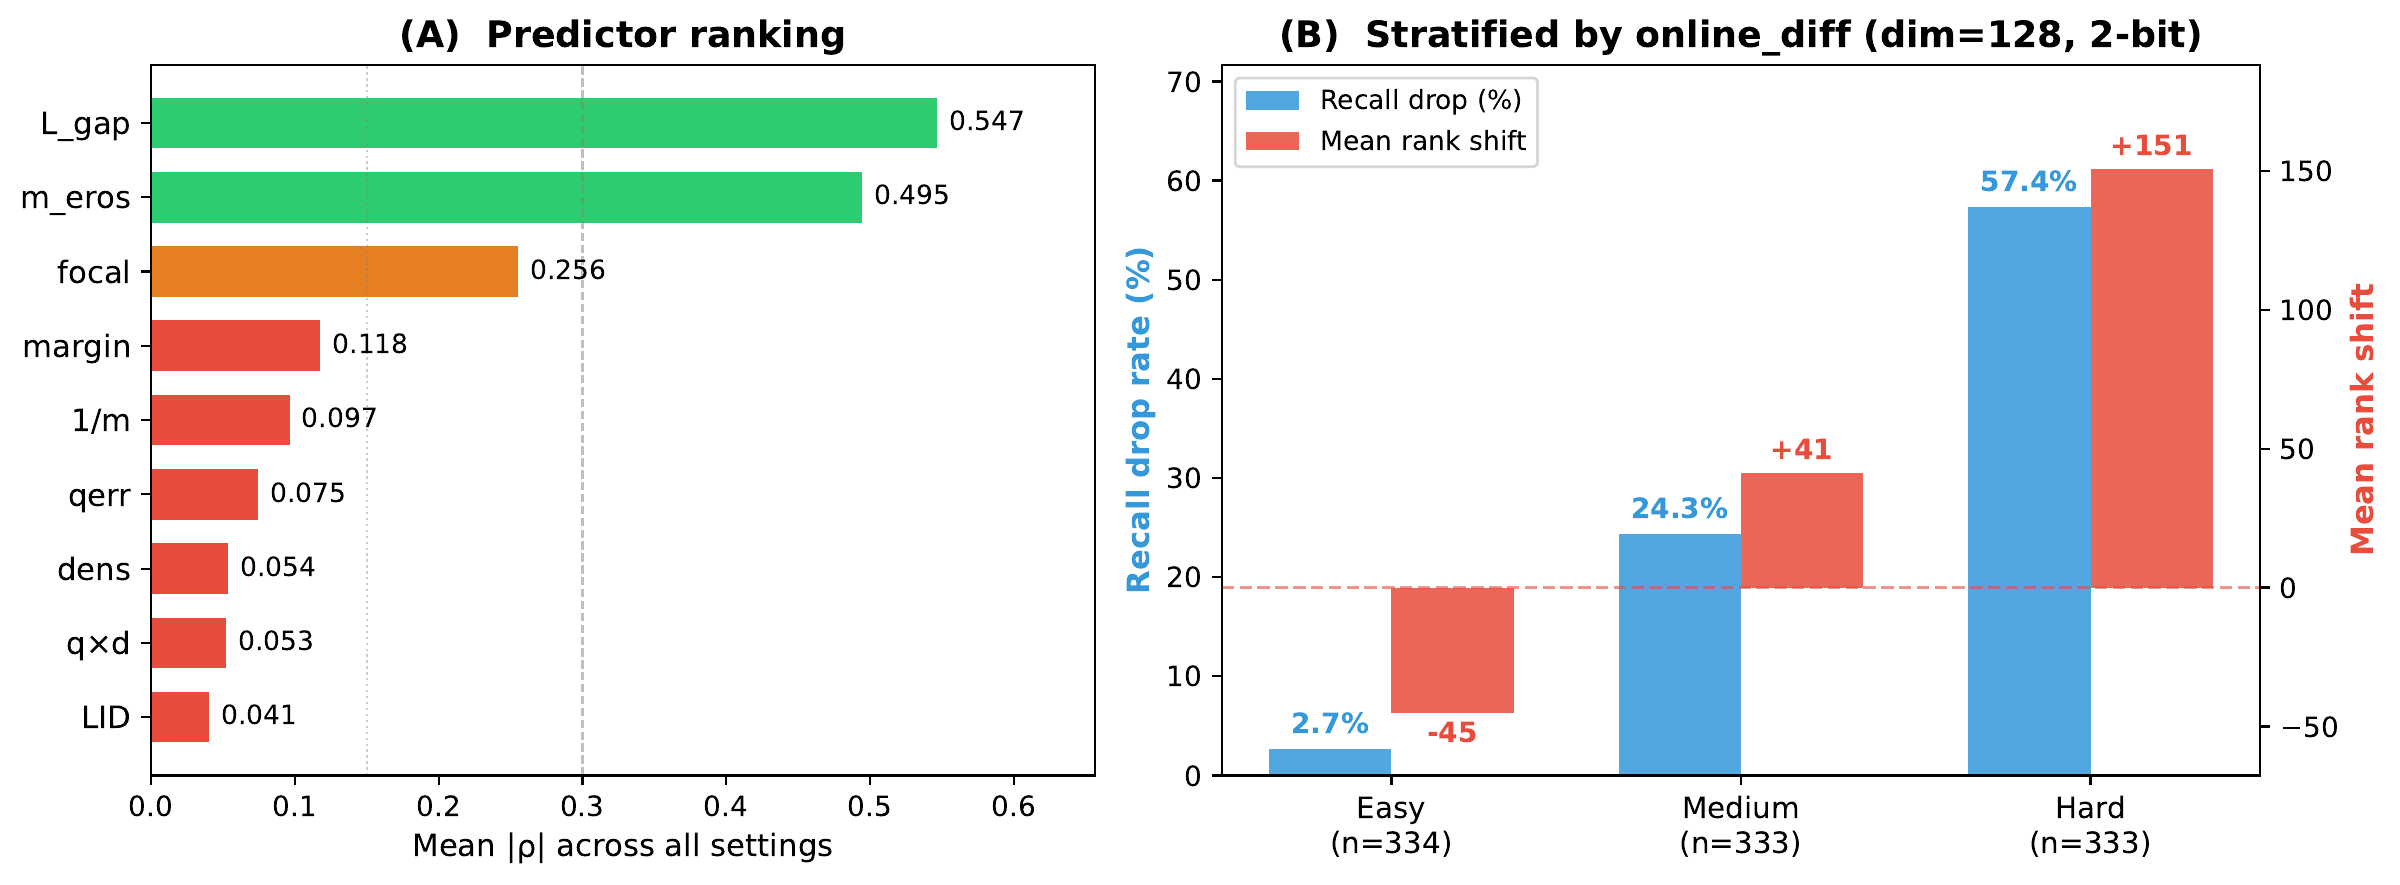 (A)  Predictor ranking
L_gap
0.547
m_eros
0.495
focal
0.256
margin
0.118
1/m
0.097
qerr
0.075
dens
0.054
q×d
0.053
LID
0.041
0.0 0.1 0.2 0.3 0.4 0.5 0.6
Mean |ρ| across all settings
(B)  Stratified by online_diff (dim=128, 2-bit)
Recall drop (%)
Mean rank shift
Recall drop rate (%)
70
60
50
40
30
20
10
0
2.7%
-45
24.3%
+41
57.4%
+151
150
100
50
0
−50
Mean rank shift
Easy Medium Hard
(n=334) (n=333) (n=333)